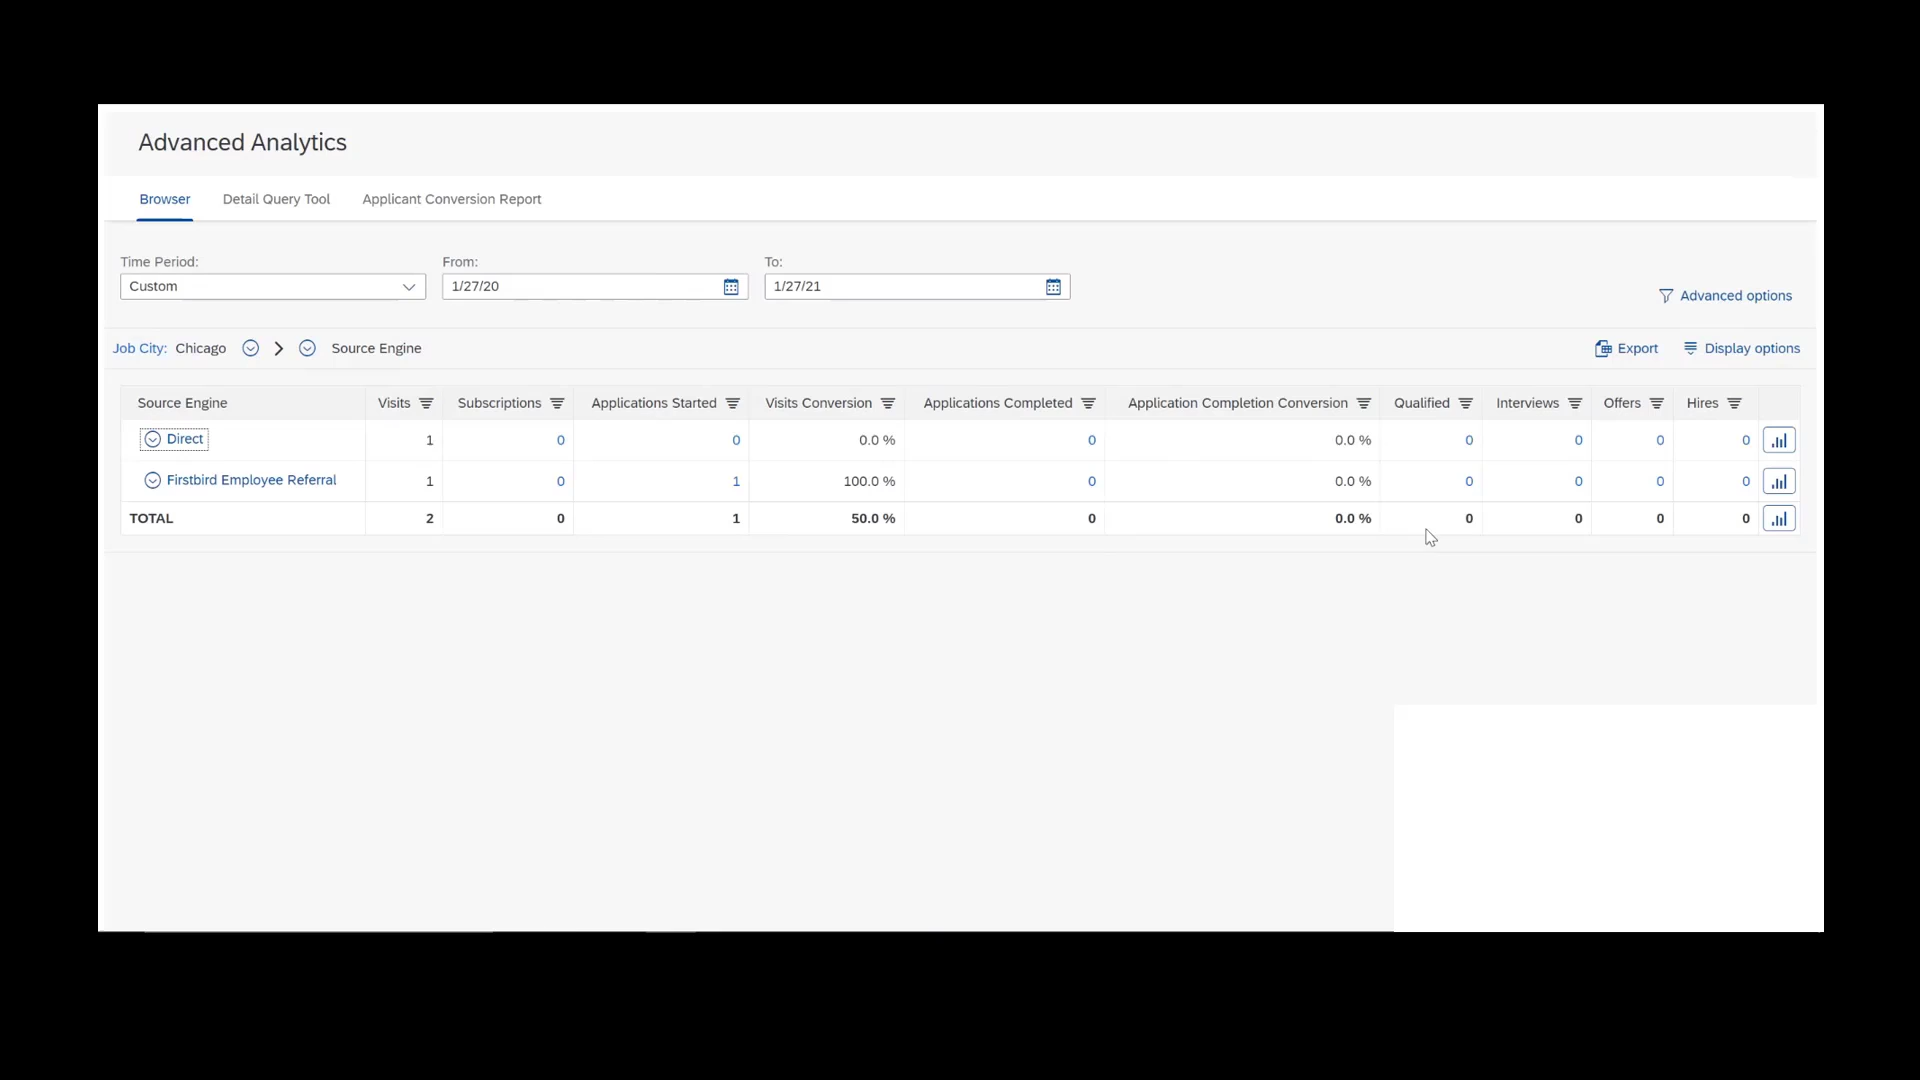 Advanced Analytics
Browser Detail Query Tool Applicant Conversion Report
Time Period: From: To:
Custom 1/27/20 1/27/21
Advanced options
Job City: Chicago Source Engine Export Display options
Source Engine Visits Subscriptions Applications Started Visits Conversion Applications Completed Application Completion Conversion Qualified Interviews Offers Hires
Direct 1 0 0 0.0 % 0 0.0 % 0 0 0 0
Firstbird Employee Referral 1 0 1 100.0 % 0 0.0 % 0 0 0 0
TOTAL 2 0 1 50.0 % 0 0.0 % 0 0 0 0